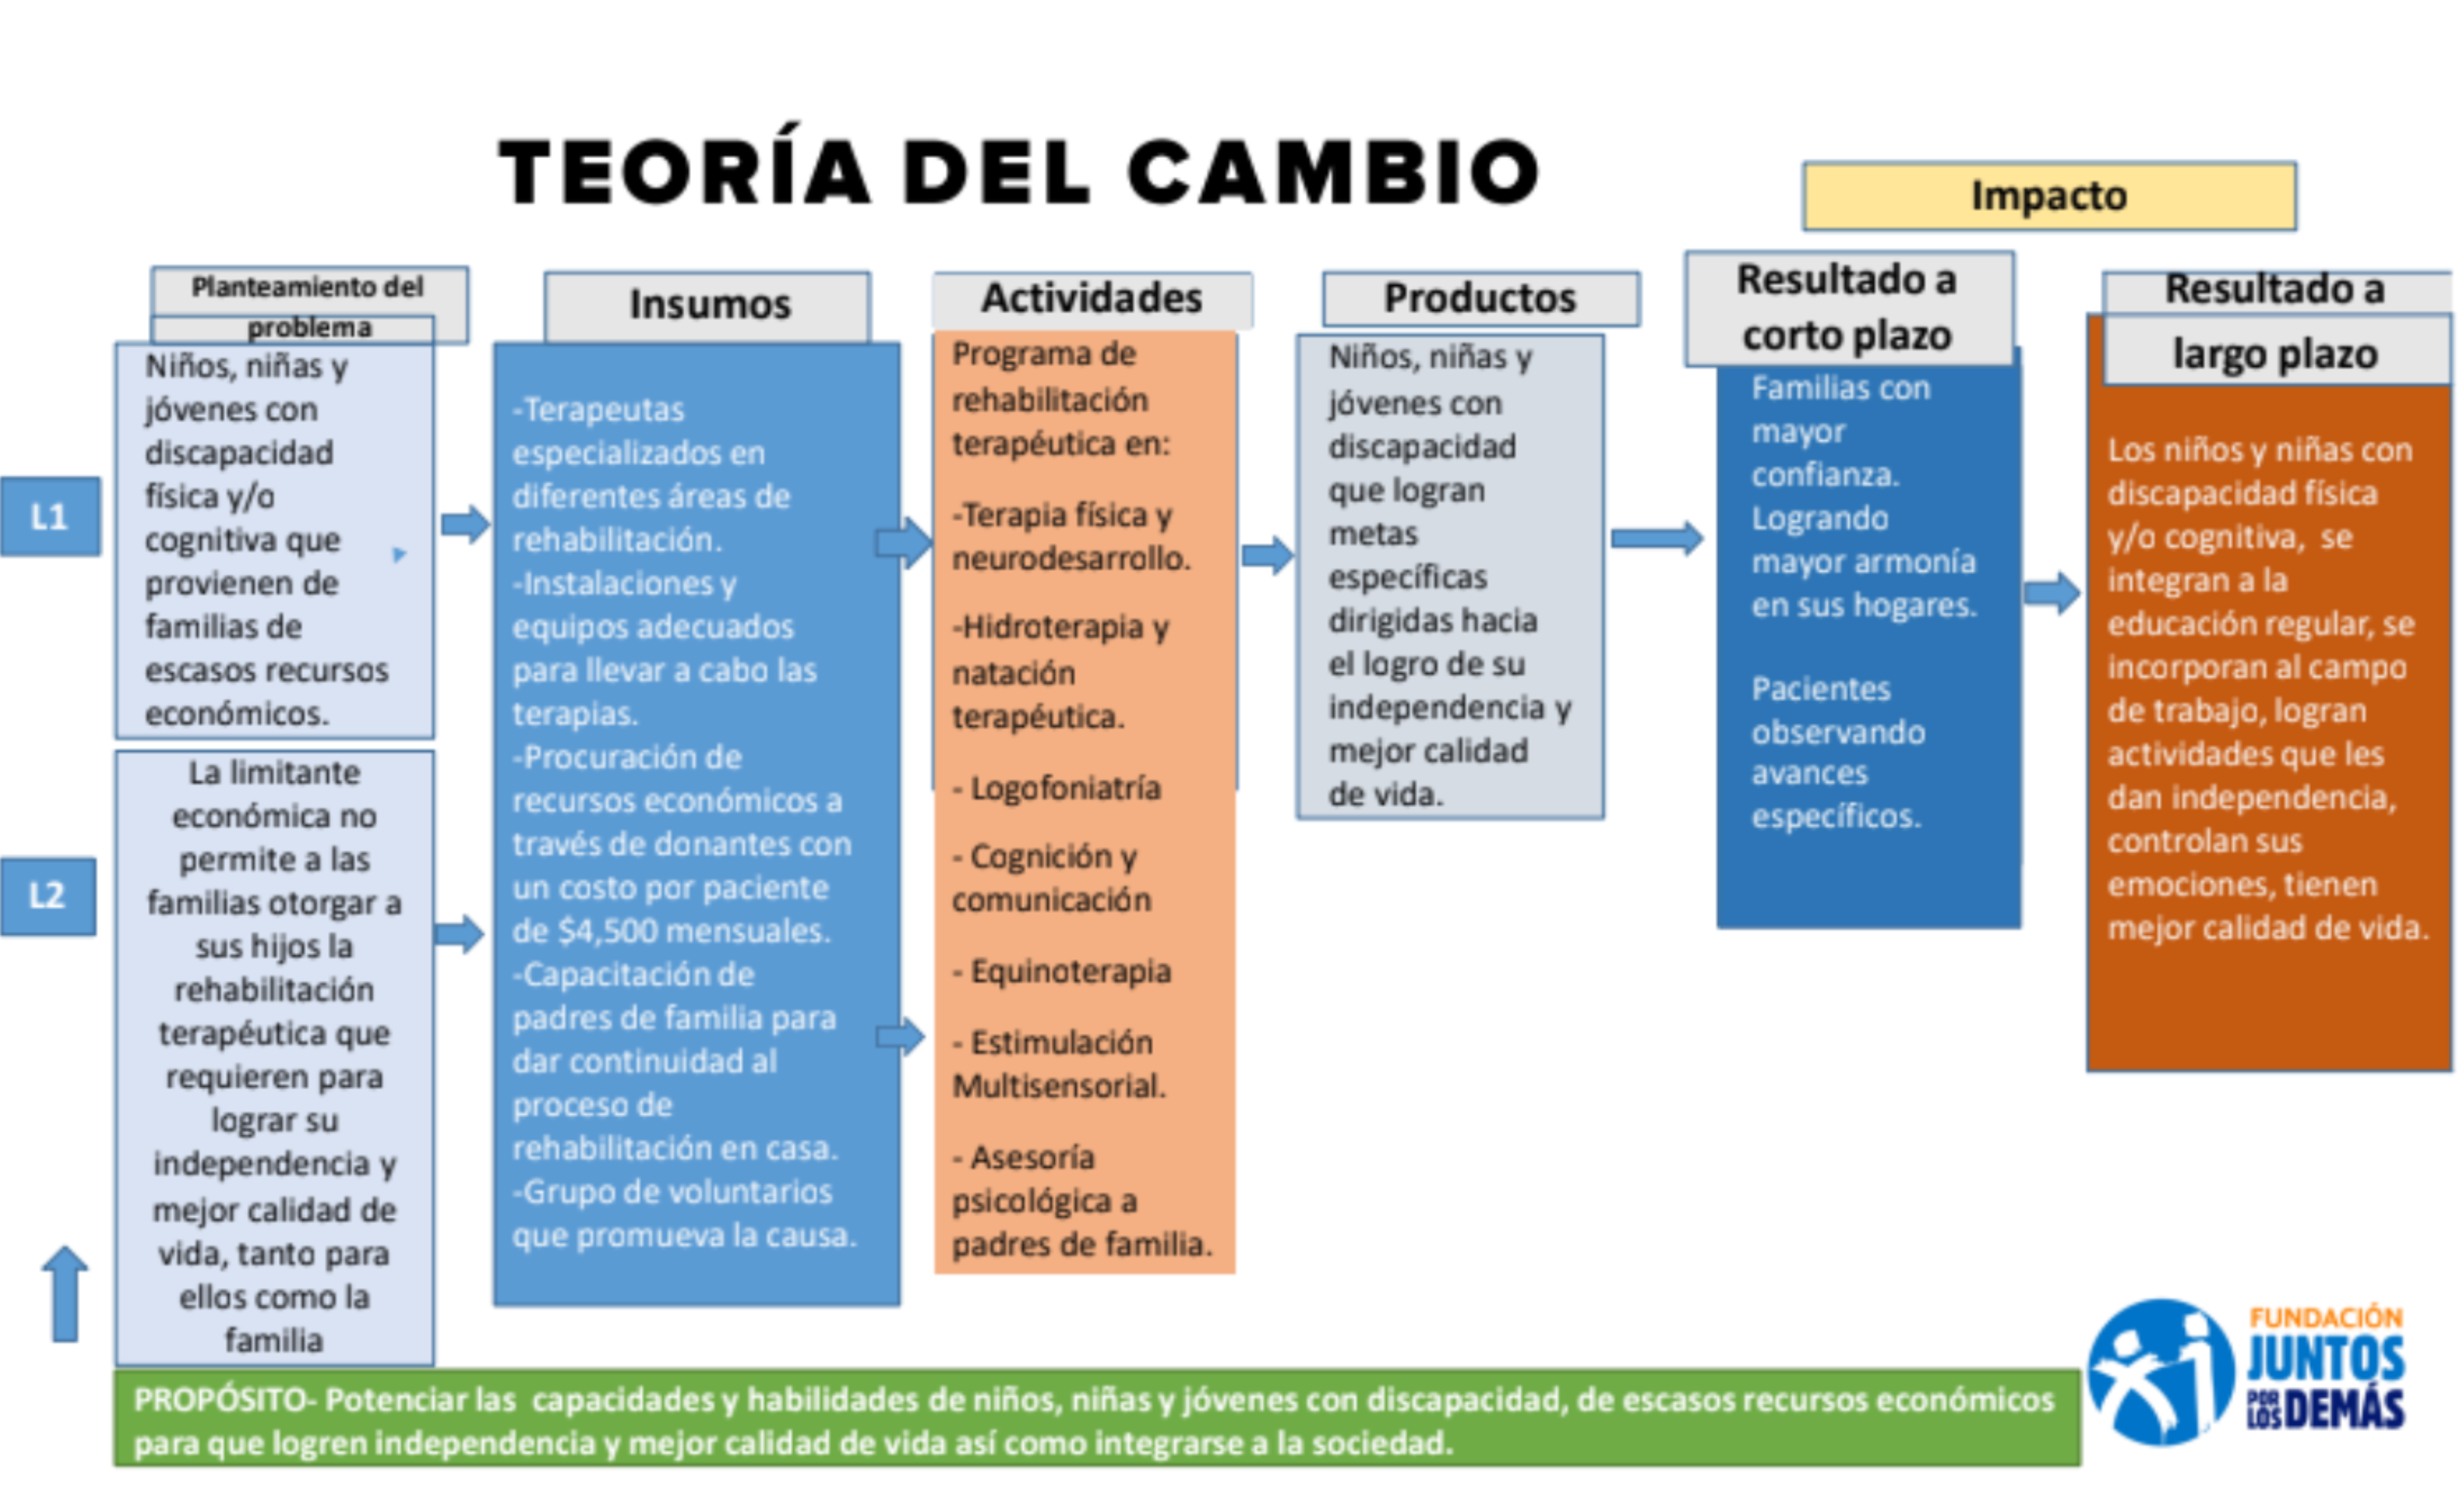 TEORÍA DEL CAMBIO
Impacto
Planteamiento del
problema
Niños, niñas y
jóvenes con
discapacidad
física y/o
cognitiva que
provienen de
familias de
escasos recursos
económicos.
L1
La limitante
económica no
permite a las
familias otorgar a
sus hijos la
rehabilitación
terapéutica que
requieren para
lograr su
independencia y
mejor calidad de
vida, tanto para
ellos como la
familia
L2
Insumos
-Terapeutas
especializados en
diferentes áreas de
rehabilitación.
-Instalaciones y
equipos adecuados
para llevar a cabo las
terapias.
-Procuración de
recursos económicos a
través de donantes con
un costo por paciente
de $4,500 mensuales.
-Capacitación de
padres de familia para
dar continuidad al
proceso de
rehabilitación en casa.
-Grupo de voluntarios
que promueva la causa.
Actividades
Programa de
rehabilitación
terapéutica en:
-Terapia física y
neurodesarrollo.
-Hidroterapia y
natación
terapéutica.
- Logofoniatría
- Cognición y
comunicación
- Equinoterapia
- Estimulación
Multisensorial.
- Asesoría
psicológica a
padres de familia.
Productos
Niños, niñas y
jóvenes con
discapacidad
que logran
metas
específicas
dirigidas hacia
el logro de su
independencia y
mejor calidad
de vida.
Resultado a
corto plazo
Familias con
mayor
confianza.
Logrando
mayor armonía
en sus hogares.
Pacientes
observando
avances
específicos.
Resultado a
largo plazo
Los niños y niñas con
discapacidad física
y/o cognitiva, se
integran a la
educación regular, se
incorporan al campo
de trabajo, logran
actividades que les
dan independencia,
controlan sus
emociones, tienen
mejor calidad de vida.
PROPÓSITO- Potenciar las capacidades y habilidades de niños, niñas y jóvenes con discapacidad, de escasos recursos económicos
para que logren independencia y mejor calidad de vida así como integrarse a la sociedad.
FUNDACIÓN
JUNTOS
POR LOS DEMÁS